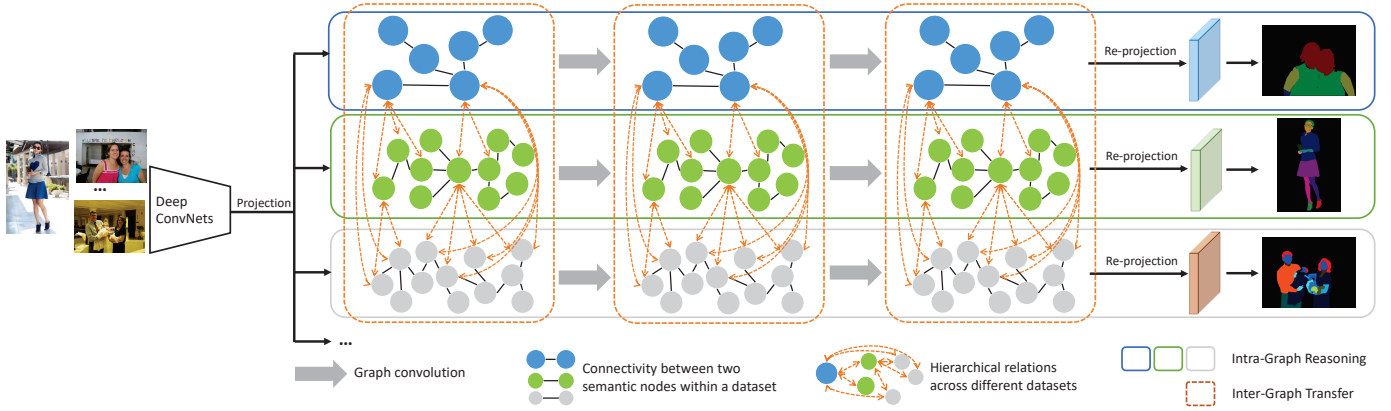 Re-projection
...
Deep
ConvNets
Projection
Re-projection
Re-projection
...
Graph convolution
Connectivity between two
semantic nodes within a dataset
Hierarchical relations
across different datasets
Intra-Graph Reasoning
Inter-Graph Transfer